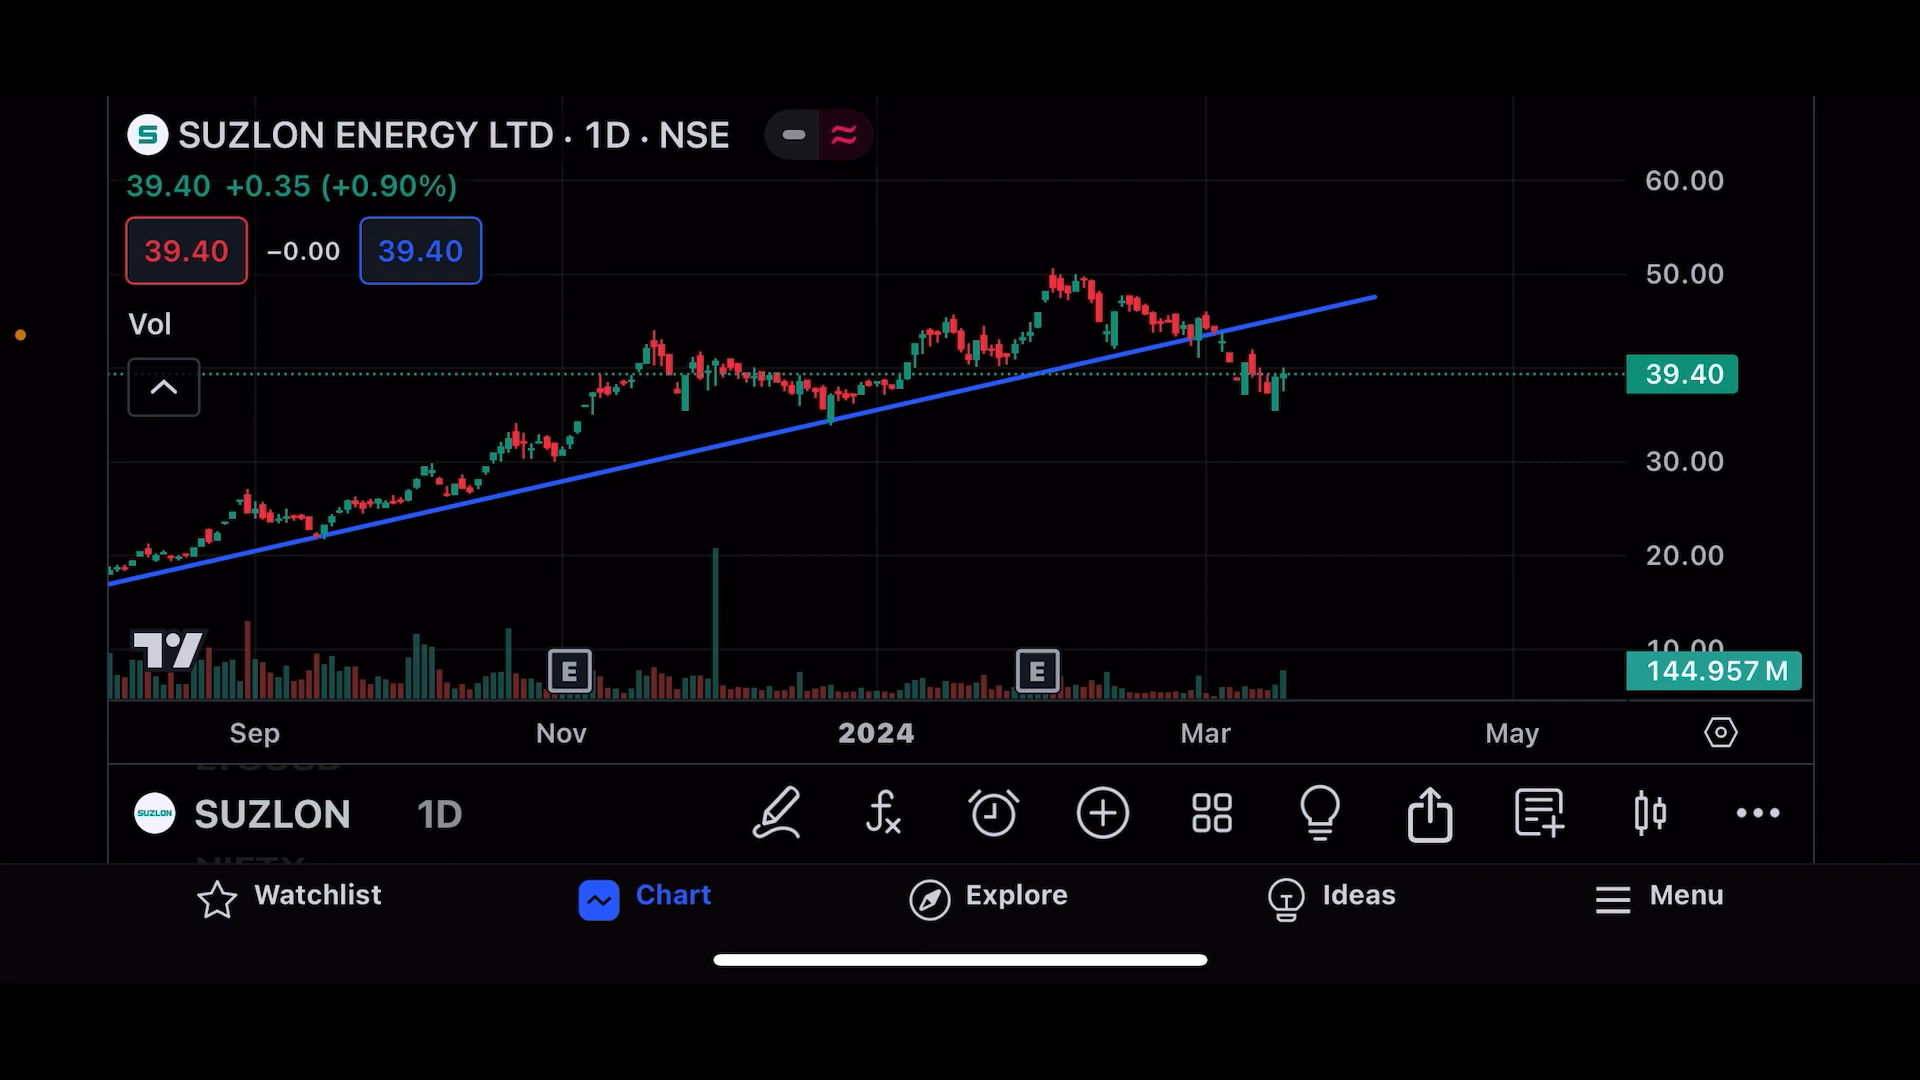 SUZLON ENERGY LTD · 1D · NSE
39.40 +0.35 (+0.90%)
39.40 −0.00 39.40
Vol
60.00
50.00
39.40
30.00
20.00
10.00
144.957 M
E E
Sep Nov 2024 Mar May
SUZLON SUZLON 1D
Watchlist Chart Explore Ideas Menu